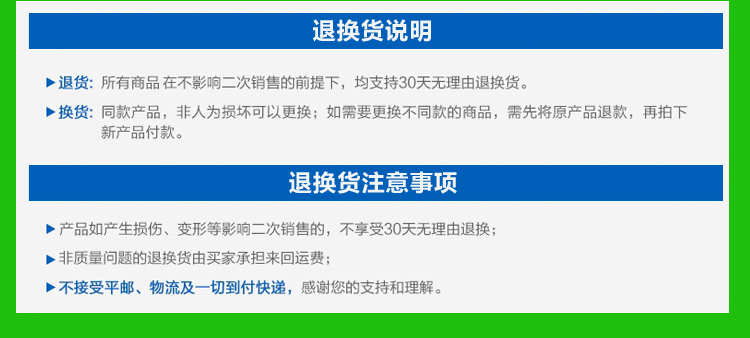 退换货说明
退货: 所有商品 在不影响二次销售的前提下，均支持30天无理由退换货。
换货: 同款产品，非人为损坏可以更换；如需要更换不同款的商品，需先将原产品退款，再拍下
新产品付款。
退换货注意事项
产品如产生损伤、变形等影响二次销售的，不享受30天无理由退换；
非质量问题的退换货由买家承担来回运费；
不接受平邮、物流及一切到付快递，感谢您的支持和理解。